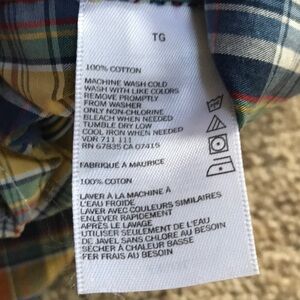 TG
100% COTTON
MACHINE WASH COLD
WASH WITH LIKE COLORS
REMOVE PROMPTLY
FROM WASHER
ONLY NON-CHLORINE
BLEACH WHEN NEEDED
TUMBLE DRY LOW
COOL IRON WHEN NEEDED
VDR 711 111
RN 67835 CA 07415
FABRIQUÉ A MAURICE
100% COTON
LAVER À LA MACHINE À
L'EAU FROIDE
LAVER AVEC COULEURS SIMILAIRES
ENLEVER RAPIDEMENT
APRÈS LE LAVAGE
UTILISER SEULEMENT DE L'EAU
DE JAVEL SANS CHLORE AU BESOIN
SÉCHER À CHALEUR BASSE
FER FRAIS AU BESOIN